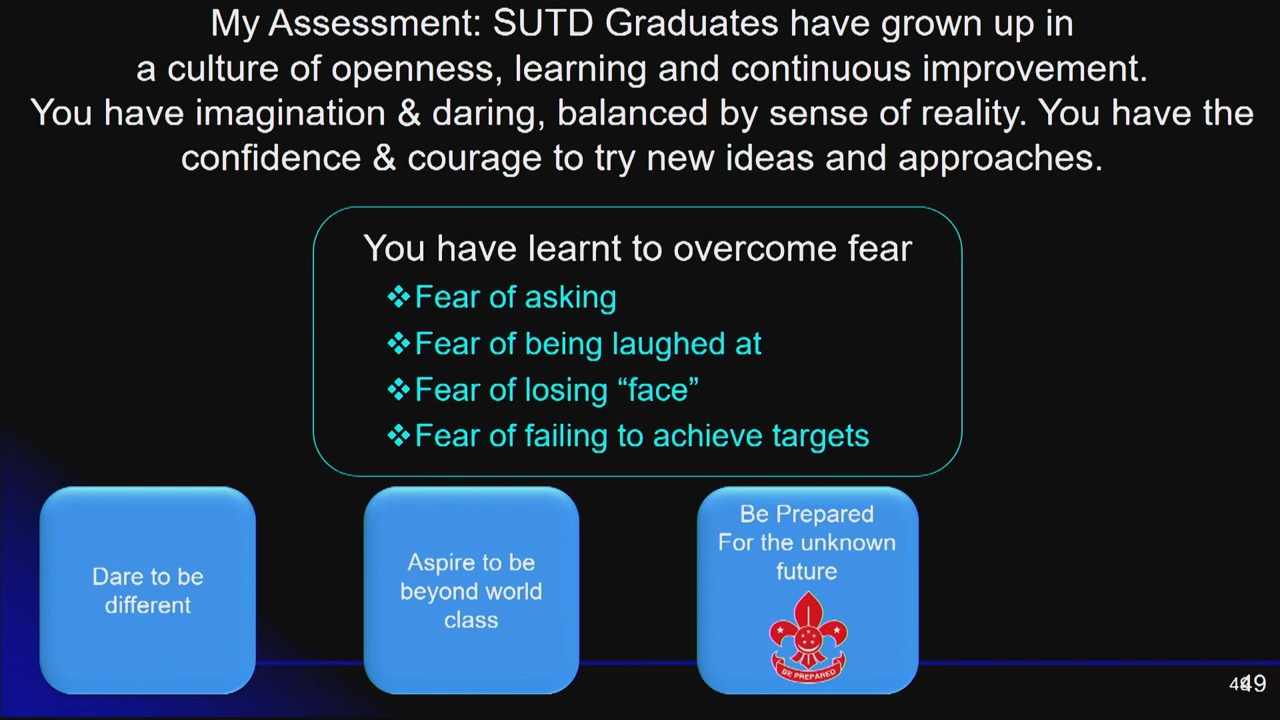 My Assessment: SUTD Graduates have grown up in
a culture of openness, learning and continuous improvement.
You have imagination & daring, balanced by sense of reality. You have the
confidence & courage to try new ideas and approaches.
You have learnt to overcome fear
❖Fear of asking
❖Fear of being laughed at
❖Fear of losing “face”
❖Fear of failing to achieve targets
Dare to be
different
Aspire to be
beyond world
class
Be Prepared
For the unknown
future
BE PREPARED
49